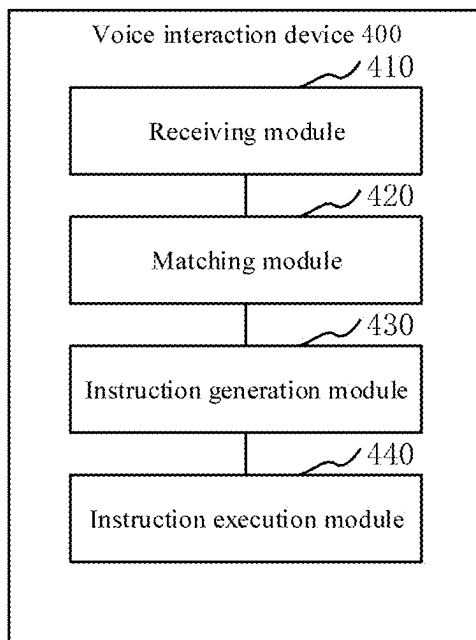 Voice interaction device 400
410
Receiving module
420
Matching module
430
Instruction generation module
440
Instruction execution module